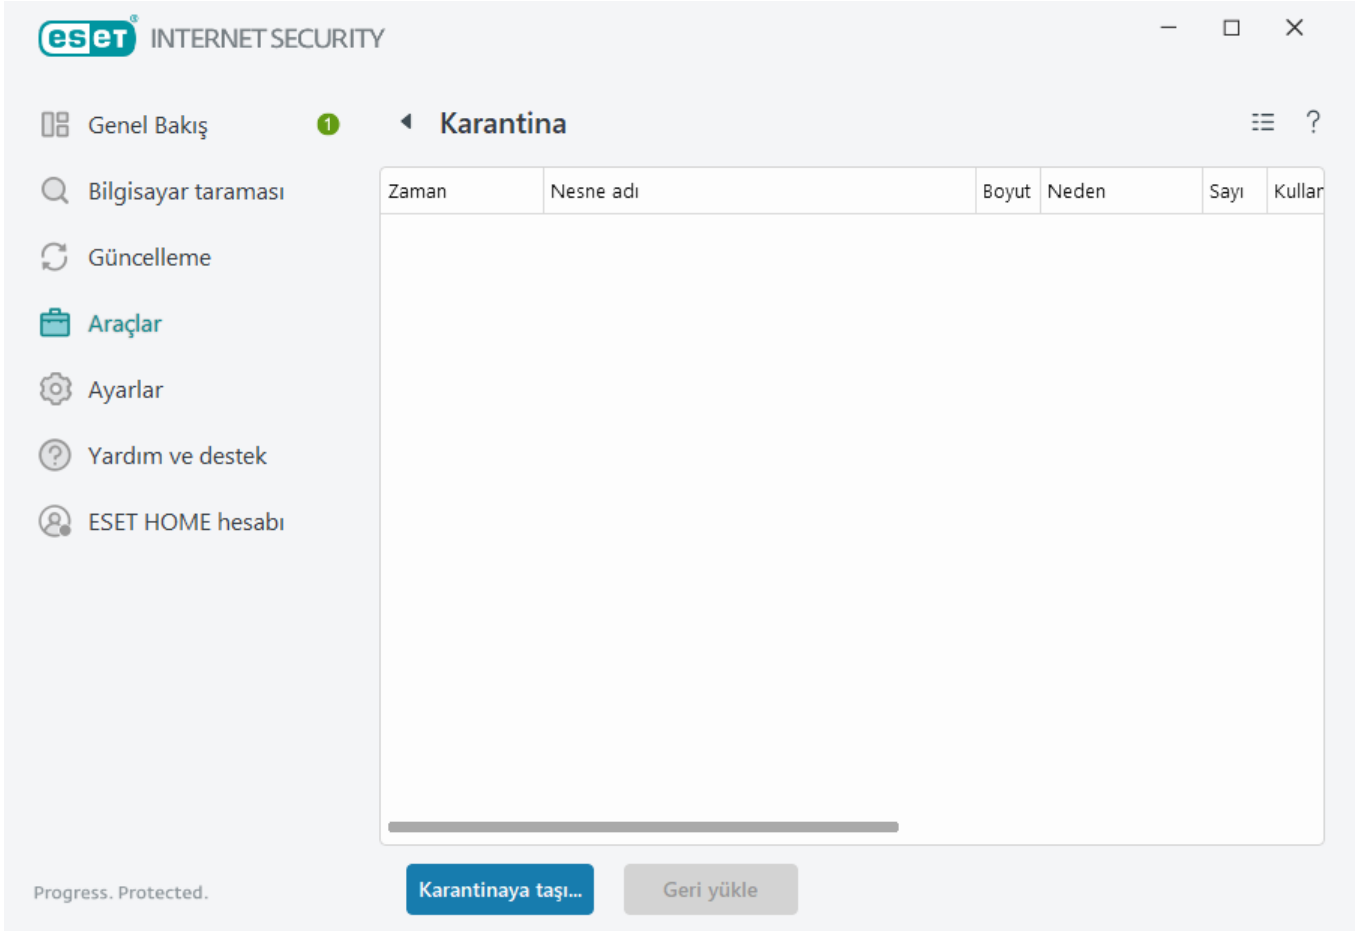 eset® INTERNET SECURITY
Genel Bakış 1
Bilgisayar taraması
Güncelleme
Araçlar
Ayarlar
Yardım ve destek
ESET HOME hesabı
Progress. Protected.
Karantina ?
Zaman Nesne adı Boyut Neden Sayı Kullar
Karantinaya taşı... Geri yükle